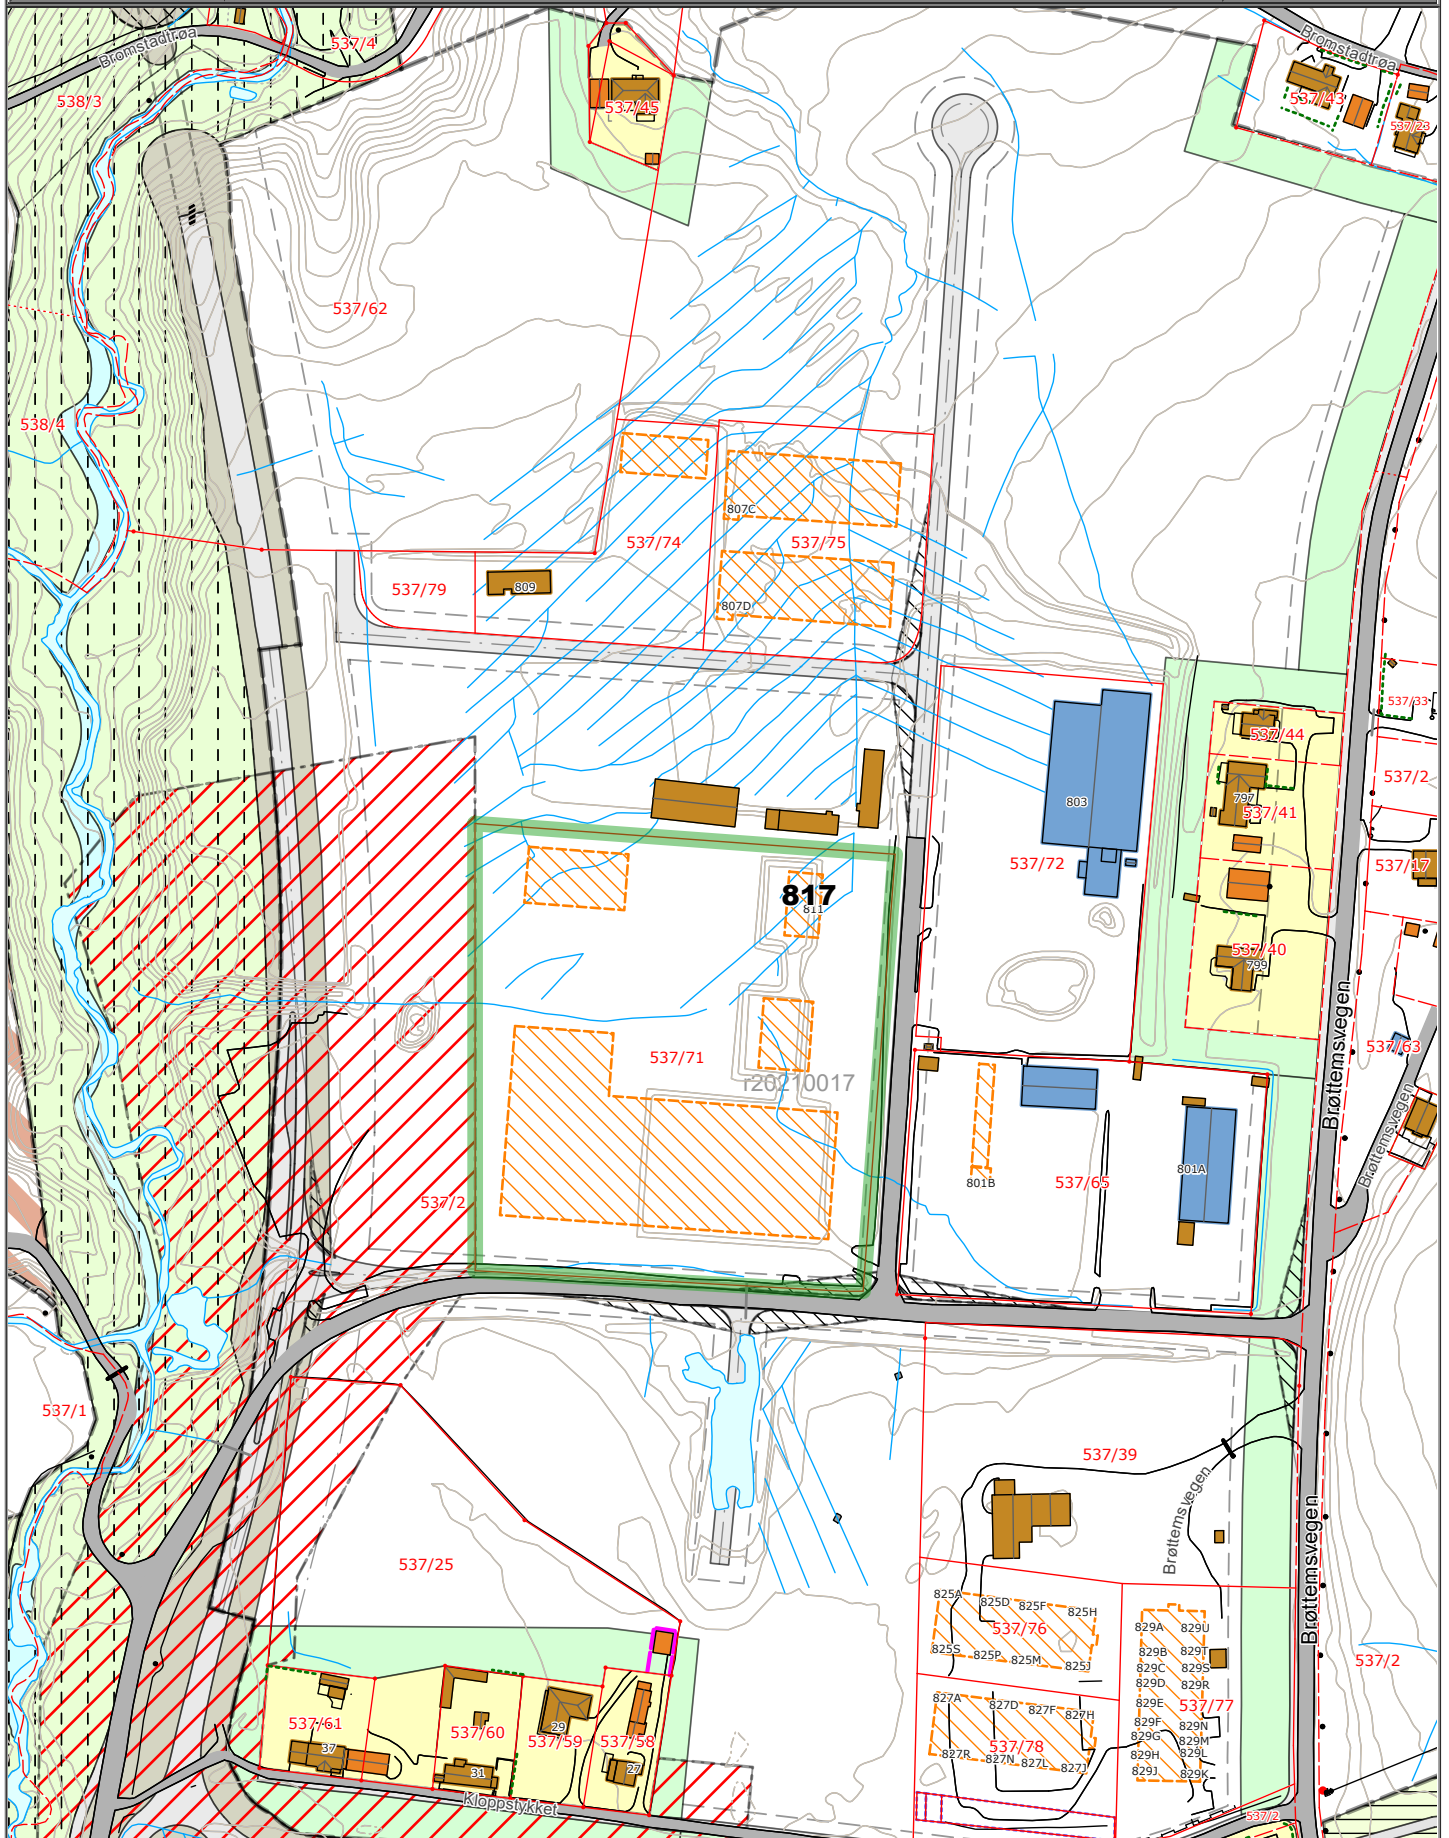 Bromstadtrøa
537/4
Bromstadtrøa
538/3
537/45
537/43
537/23
537/62
538/4
807C
537/74
537/75
537/79
809
807D
537/33
537/44
537/2
797
803
537/41
537/72
537/17
817
811
537/40
799
Brøttemsvegen
537/63
537/71
r20210017
Brøttemsvegen
801A
801B
537/65
537/2
537/1
537/39
Brøttemsvegen
Brøttemsvegen
537/25
825A
825D
825F
825H
537/76
829A
829U
825S
825P
825M
825J
829B
829T
829C
829S
829D
829R
537/2
827A
827D
827F
827H
829E
537/77
537/61
537/60
29
537/59
537/58
829F
829N
829G
829M
537/78
37
827R
827N
827L
827J
829H
829L
31
27
829J
829K
Kloppstykket
537/2